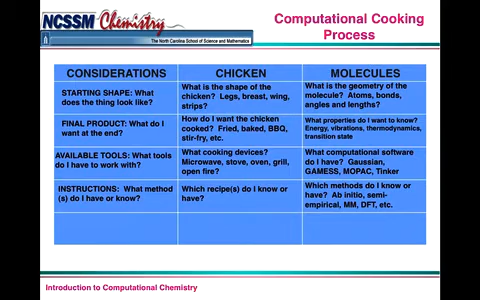 NCSSM Chemistry
The North Carolina School of Science and Mathematics
Computational Cooking
Process
CONSIDERATIONS
CHICKEN
MOLECULES
STARTING SHAPE: What
does the thing look like?
What is the shape of the
chicken? Legs, breast, wing,
strips?
What is the geometry of the
molecule? Atoms, bonds,
angles and lengths?
FINAL PRODUCT: What do I
want at the end?
How do I want the chicken
cooked? Fried, baked, BBQ,
stir-fry, etc.
What properties do I want to know?
Energy, vibrations, thermodynamics,
transition state
AVAILABLE TOOLS: What tools
do I have to work with?
What cooking devices?
Microwave, stove, oven, grill,
open fire?
What computational software
do I have? Gaussian,
GAMESS, MOPAC, Tinker
INSTRUCTIONS: What method
(s) do I have or know?
Which recipe(s) do I know or
have?
Which methods do I know or
have? Ab initio, semi-
empirical, MM, DFT, etc.
Introduction to Computational Chemistry